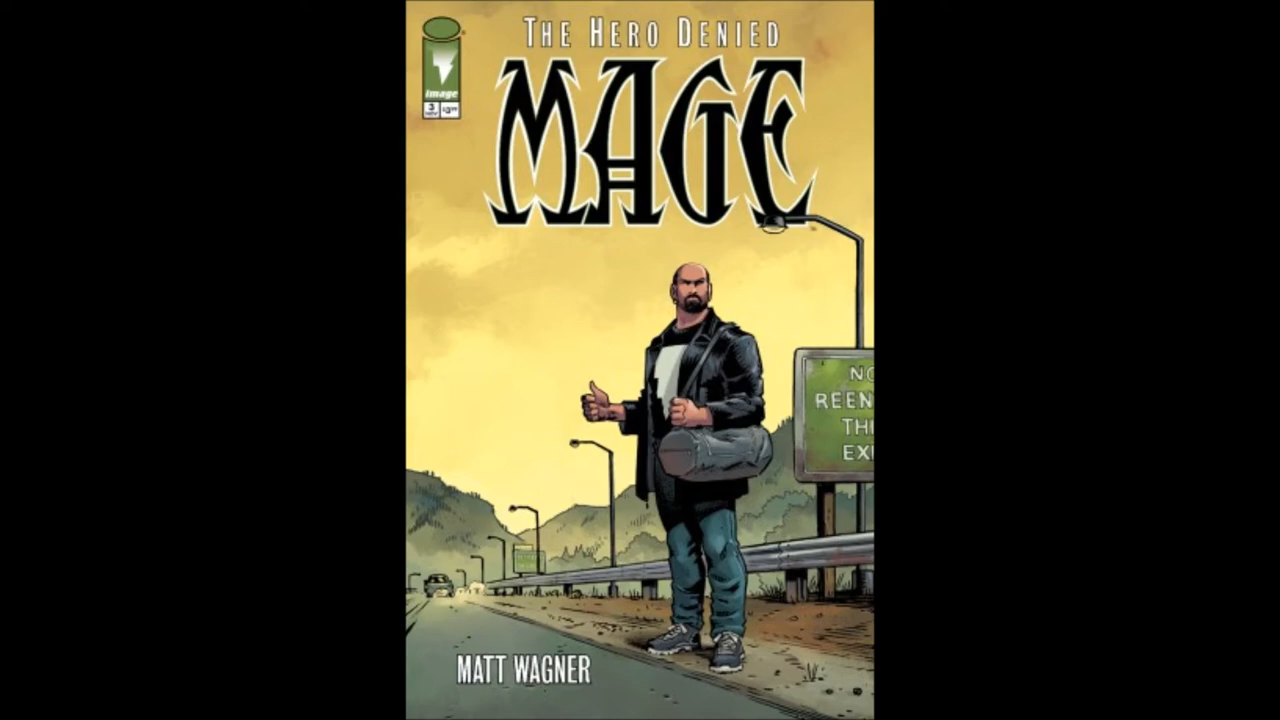 THE HERO DENIED
MAGE
image
3
NO
REEN
THI
EXI
MATT WAGNER